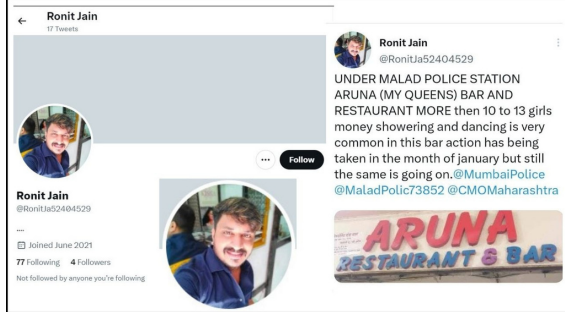 Ronit Jain
17 Tweets
Follow
Ronit Jain
@RonitJa52404529
....
Joined June 2021
77 Following 4 Followers
Not followed by anyone you're following
Ronit Jain
@RonitJa52404529
UNDER MALAD POLICE STATION
ARUNA (MY QUEENS) BAR AND
RESTAURANT MORE then 10 to 13 girls
money showering and dancing is very
common in this bar action has being
taken in the month of january but still
the same is going on.@MumbaiPolice
@MaladPolic73852 @CMOMaharashtra
ARUNA
RESTAURANT & BAR